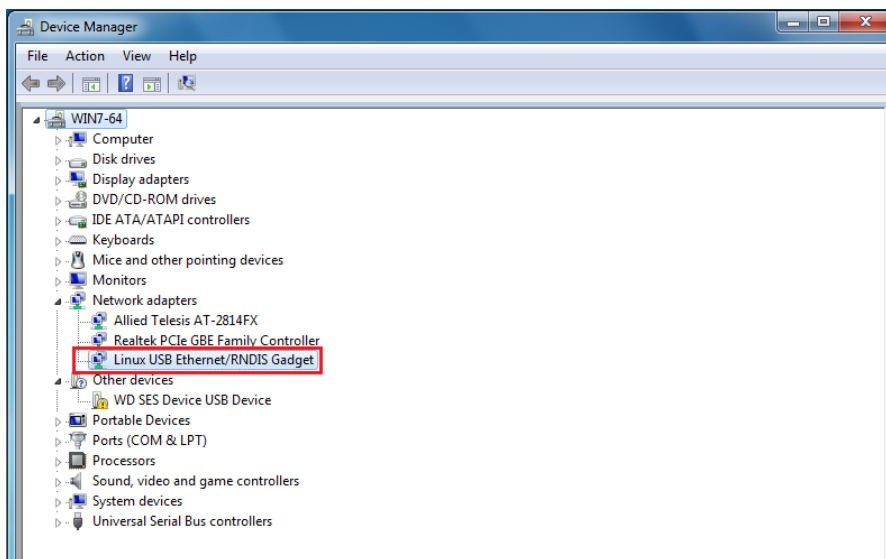 Device Manager
File Action View Help
WIN7-64
Computer
Disk drives
Display adapters
DVD/CD-ROM drives
IDE ATA/ATAPI controllers
Keyboards
Mice and other pointing devices
Monitors
Network adapters
Allied Telesis AT-2814FX
Realtek PCIe GBE Family Controller
Linux USB Ethernet/RNDIS Gadget
Other devices
WD SES Device USB Device
Portable Devices
Ports (COM & LPT)
Processors
Sound, video and game controllers
System devices
Universal Serial Bus controllers